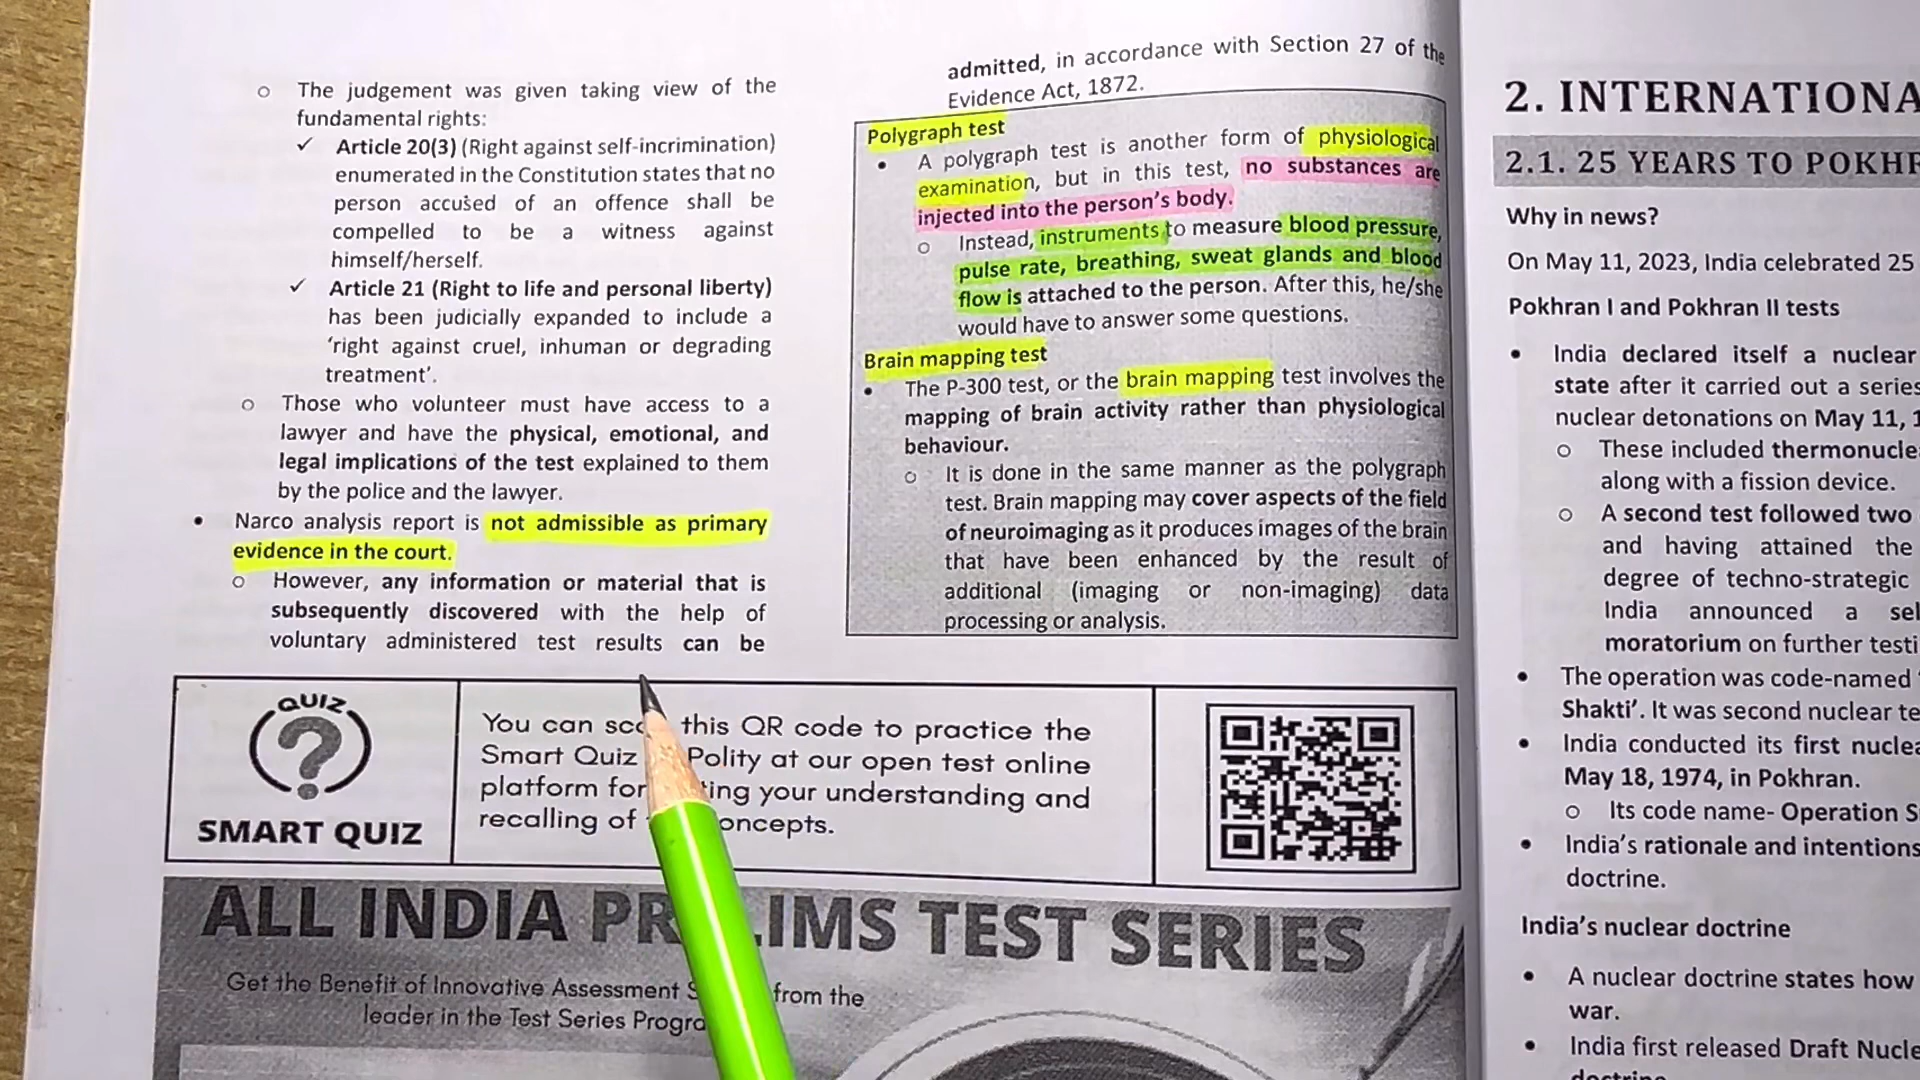 ○ The judgement was given taking view of the
fundamental rights:
✓ Article 20(3) (Right against self-incrimination)
enumerated in the Constitution states that no
person accused of an offence shall be
compelled to be a witness against
himself/herself.
✓ Article 21 (Right to life and personal liberty)
has been judicially expanded to include a
‘right against cruel, inhuman or degrading
treatment’.
○ Those who volunteer must have access to a
lawyer and have the physical, emotional, and
legal implications of the test explained to them
by the police and the lawyer.
• Narco analysis report is not admissible as primary
evidence in the court.
○ However, any information or material that is
subsequently discovered with the help of
voluntary administered test results can be
admitted, in accordance with Section 27 of the
Evidence Act, 1872.
Polygraph test
• A polygraph test is another form of physiological
examination, but in this test, no substances are
injected into the person’s body.
○ Instead, instruments to measure blood pressure,
pulse rate, breathing, sweat glands and blood
flow is attached to the person. After this, he/she
would have to answer some questions.
Brain mapping test
• The P-300 test, or the brain mapping test involves the
mapping of brain activity rather than physiological
behaviour.
○ It is done in the same manner as the polygraph
test. Brain mapping may cover aspects of the field
of neuroimaging as it produces images of the brain
that have been enhanced by the result of
additional (imaging or non-imaging) data
processing or analysis.
QUIZ
SMART QUIZ
You can this QR code to practice the
Smart Quiz Polity at our open test online
platform for your understanding and
recalling of
ALL INDIA TEST SERIES
Get the Benefit of Innovative Assessment from the
leader in the Test Series
2. INTERNATIONA
2.1. 25 YEARS TO POKHR
Why in news?
On May 11, 2023, India celebrated 25
Pokhran I and Pokhran II tests
• India declared itself a nuclear
state after it carried out a series
nuclear detonations on May 11, 1
○ These included thermonucle
along with a fission device.
○ A second test followed two
and having attained the
degree of techno-strategic
India announced a sel
moratorium on further testi
• The operation was code-named
Shakti’. It was second nuclear te
• India conducted its first nuclea
May 18, 1974, in Pokhran.
○ Its code name- Operation S
• India’s rationale and intentions
doctrine.
India’s nuclear doctrine
• A nuclear doctrine states how
war.
• India first released Draft Nucle